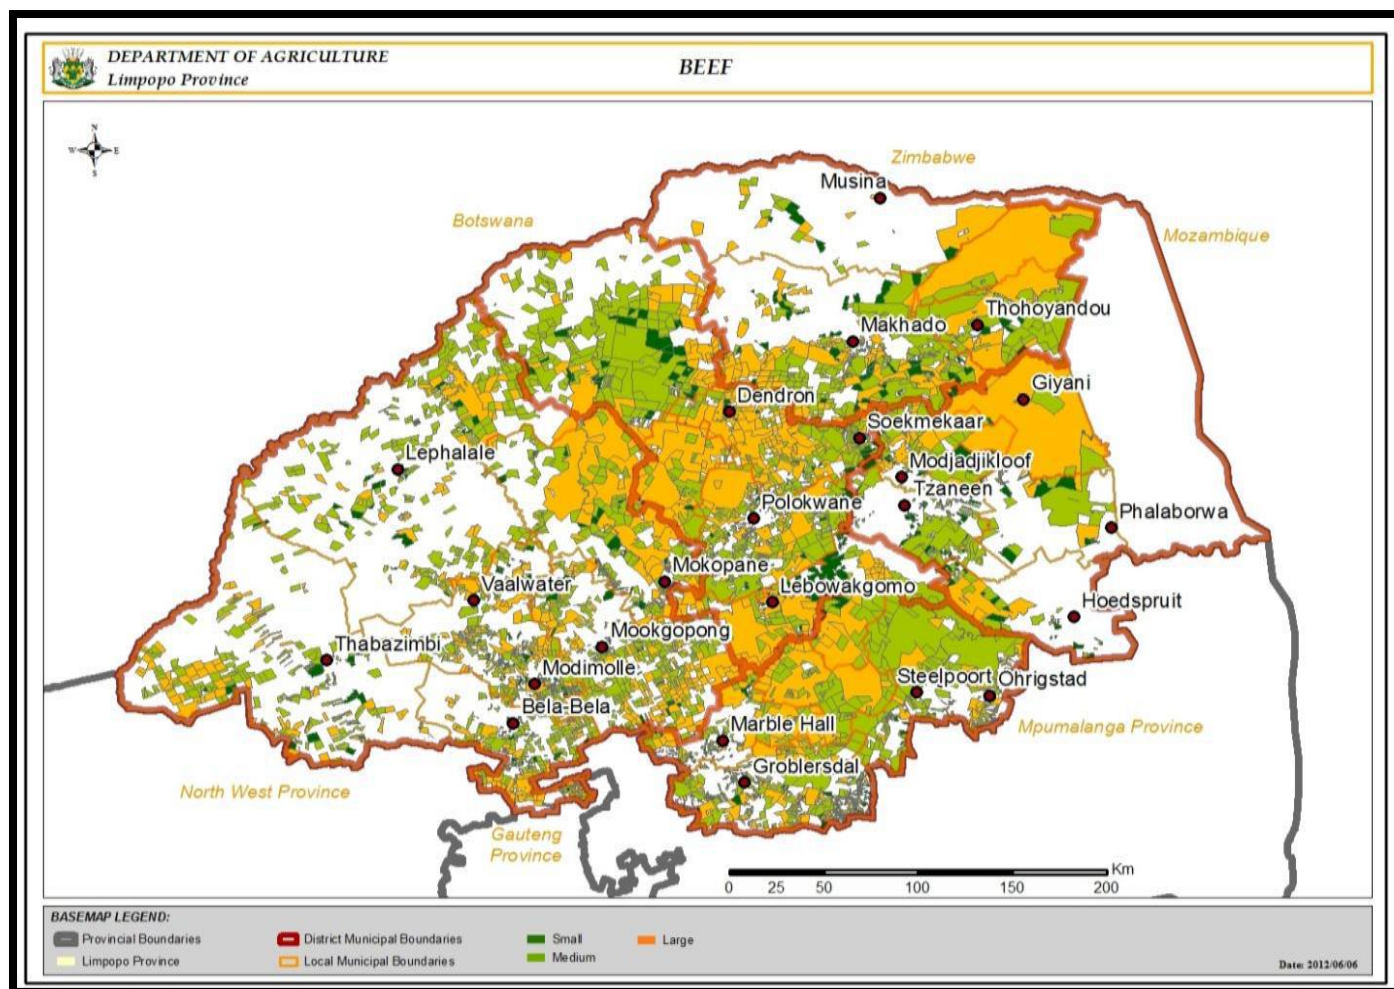 DEPARTMENT OF AGRICULTURE
Limpopo Province
BEEF
N
W E
S
Zimbabwe
Musina
Botswana
Mozambique
Thohoyandou
Makhado
Giyani
Dendron
Soekmekaar
Lephalale
Modjadjikloof
Tzaneen
Polokwane
Phalaborwa
Mokopane
Vaalwater
Lebowakgomo
Hoedspruit
Mookgopong
Thabazimbi
Modimolle
Steelpoort
Ohrigstad
Bela-Bela
Marble Hall
Mpumalanga Province
Groblersdal
North West Province
Gauteng
Province
Km
0 25 50 100 150 200
BASEMAP LEGEND:
Provincial Boundaries
Limpopo Province
District Municipal Boundaries
Local Municipal Boundaries
Small
Medium
Large
Date: 2012/06/06